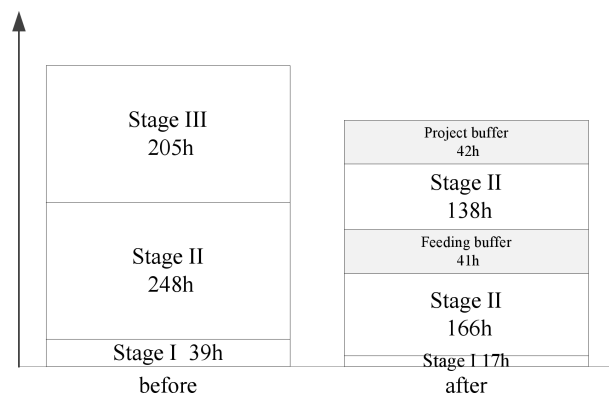 Stage III
205h
Stage II
248h
Stage I 39h
before
Project buffer
42h
Stage II
138h
Feeding buffer
41h
Stage II
166h
Stage I 17h
after